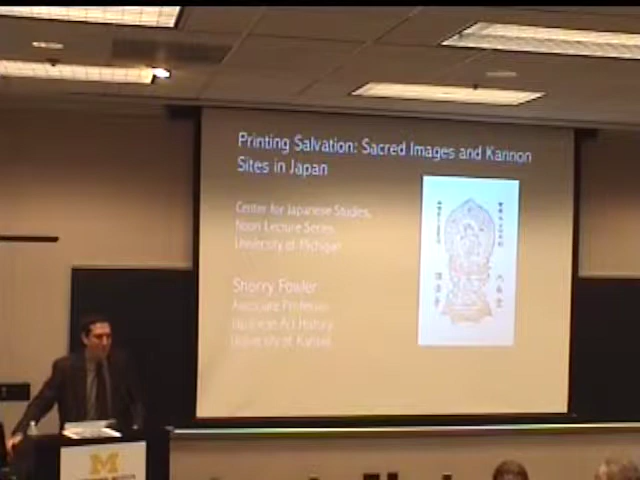 Printing Salvation: Sacred Images and Kannon
Sites in Japan
Center for Japanese Studies,
Noon Lecture Series,
University of Michigan
Sherry Fowler
Associate Professor
Japanese Art History
University of Kansas
M